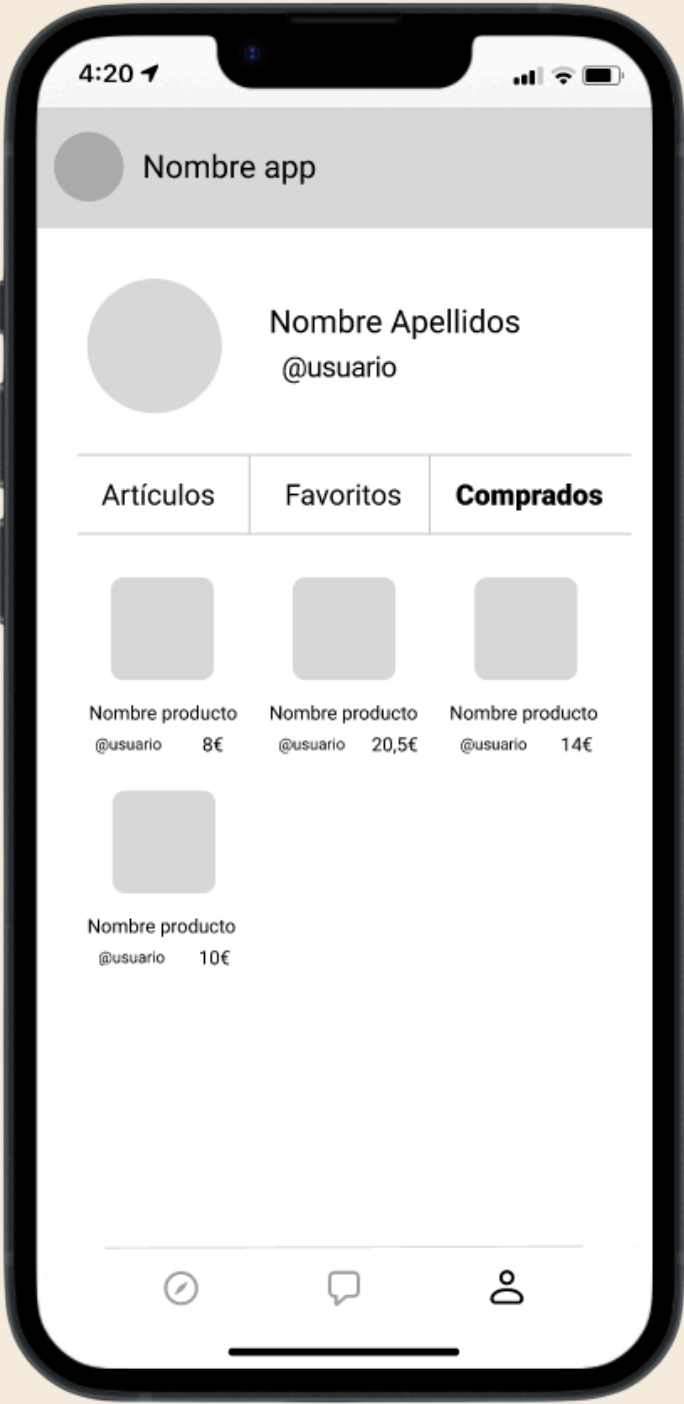 4:20
Nombre app
Nombre Apellidos
@usuario
Artículos Favoritos Comprados
Nombre producto Nombre producto Nombre producto
@usuario 8€ @usuario 20,5€ @usuario 14€
Nombre producto
@usuario 10€